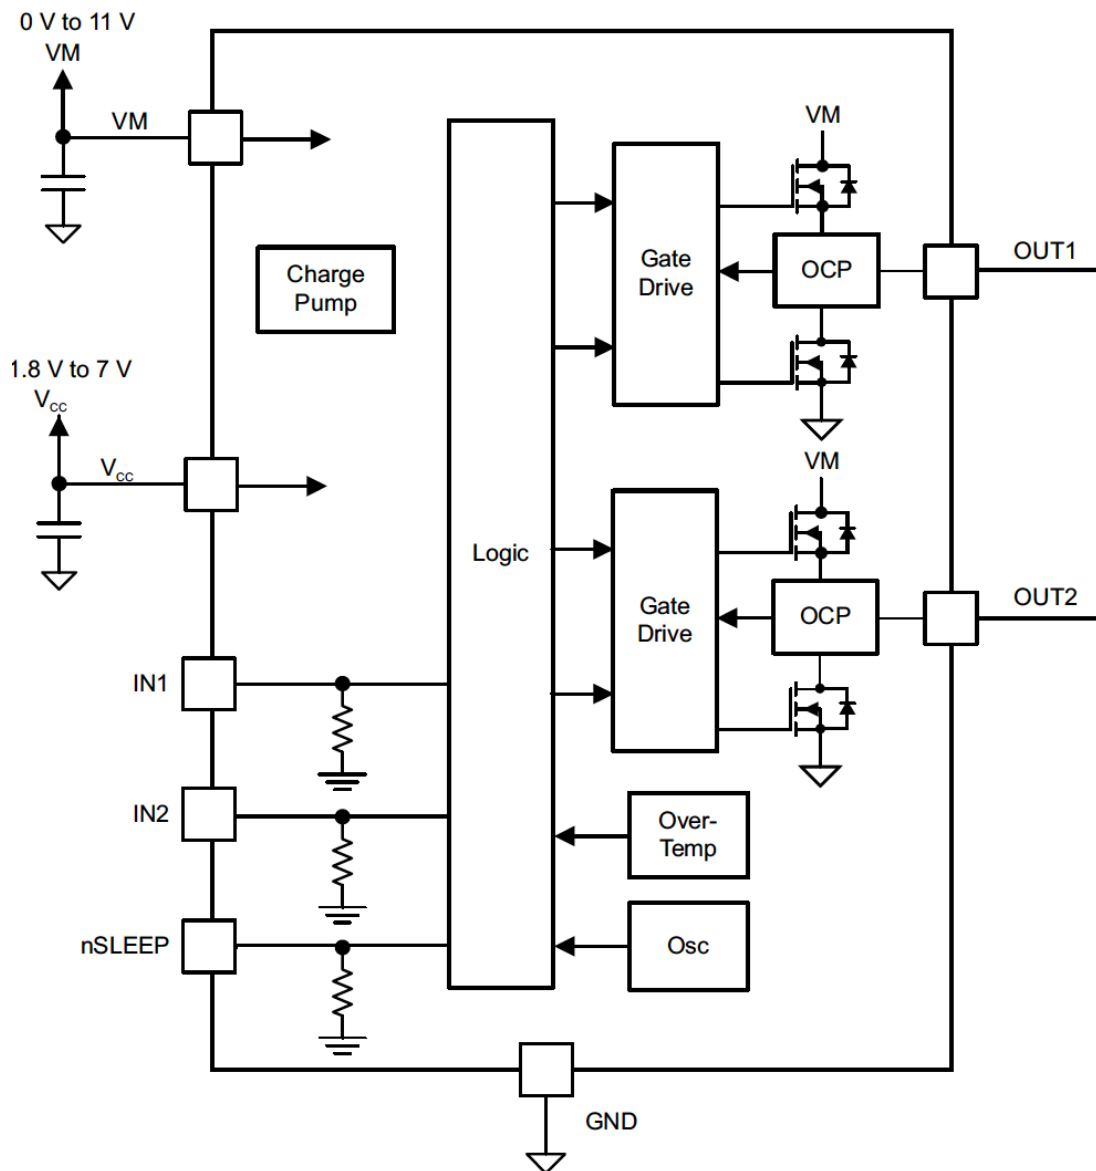 0 V to 11 V
VM
VM
VM
Charge
Pump
Gate
Drive
OCP
OUT1
1.8 V to 7 V
Vcc
Vcc
VM
Logic
Gate
Drive
OCP
OUT2
IN1
IN2
Over-
Temp
nSLEEP
Osc
GND